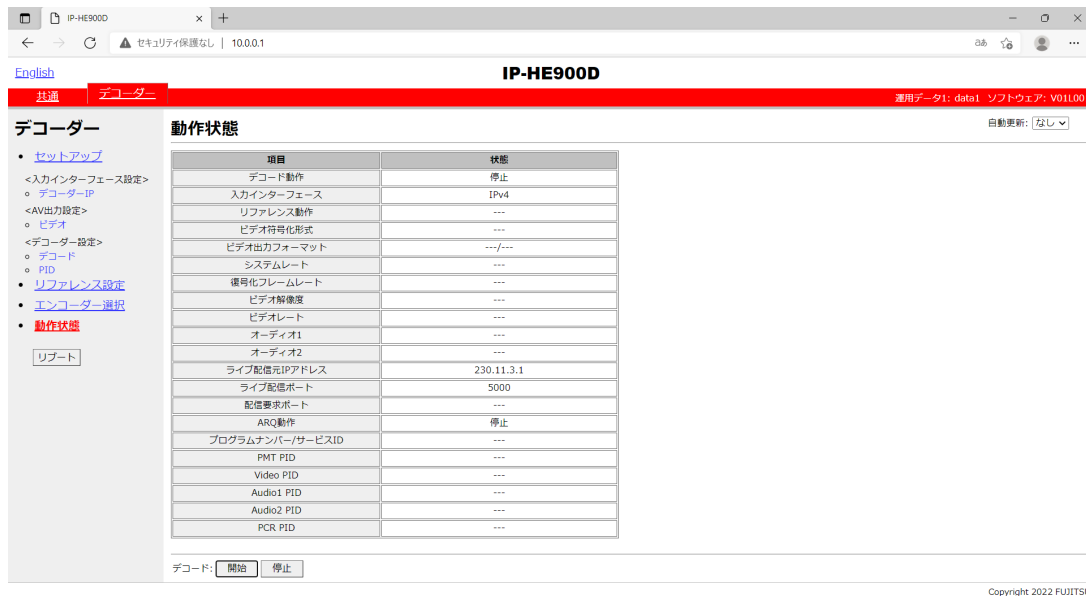 IP-HE900D
セキュリティ保護なし | 10.0.0.1
English
IP-HE900D
共通 デコーダー 運用データ1: data1 ソフトウェア: V01L00
デコーダー
動作状態
自動更新: なし
• セットアップ
<入力インターフェース設定>
デコーダーIP
<AV出力設定>
ビデオ
<デコーダー設定>
デコード
PID
• リファレンス設定
• エンコーダー選択
• 動作状態
リブート
項目 状態
デコード動作 停止
入力インターフェース IPv4
リファレンス動作 ---
ビデオ符号化形式 ---
ビデオ出力フォーマット ---/---
システムレート ---
復号化フレームレート ---
ビデオ解像度 ---
ビデオレート ---
オーディオ1 ---
オーディオ2 ---
ライブ配信元IPアドレス 230.11.3.1
ライブ配信ポート 5000
配信要求ポート ---
ARQ動作 停止
プログラムナンバー/サービスID ---
PMT PID ---
Video PID ---
Audio1 PID ---
Audio2 PID ---
PCR PID ---
デコード: 開始 停止
Copyright 2022 FUJITS